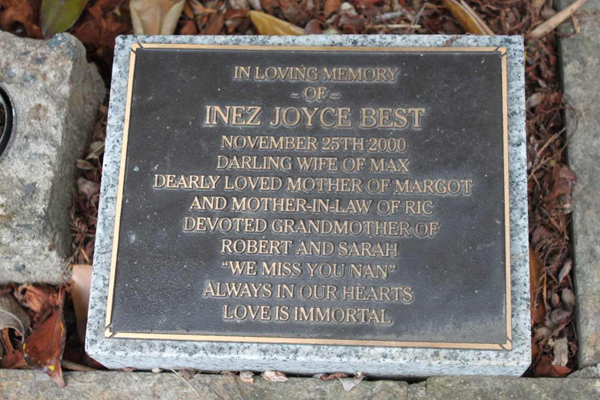 IN LOVING MEMORY
~ OF ~
INEZ JOYCE BEST
NOVEMBER 25TH 2000
DARLING WIFE OF MAX
DEARLY LOVED MOTHER OF MARGOT
AND MOTHER-IN-LAW OF RIC
DEVOTED GRANDMOTHER OF
ROBERT AND SARAH
"WE MISS YOU NAN"
ALWAYS IN OUR HEARTS
LOVE IS IMMORTAL